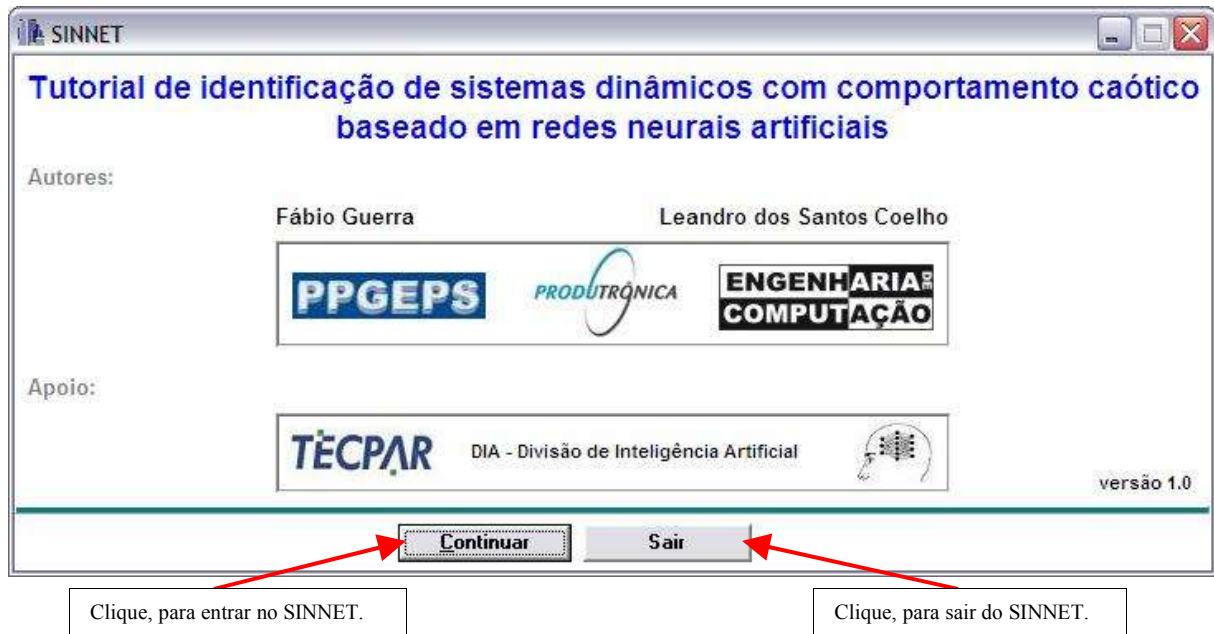 SINNET
Tutorial de identificação de sistemas dinâmicos com comportamento caótico
baseado em redes neurais artificiais
Autores:
Fábio Guerra Leandro dos Santos Coelho
PPGEPS PRODUTRÔNICA ENGENHARIA DE
COMPUTAÇÃO
Apoio:
TECPAR DIA - Divisão de Inteligência Artificial
versão 1.0
Continuar Sair
Clique, para entrar no SINNET. Clique, para sair do SINNET.